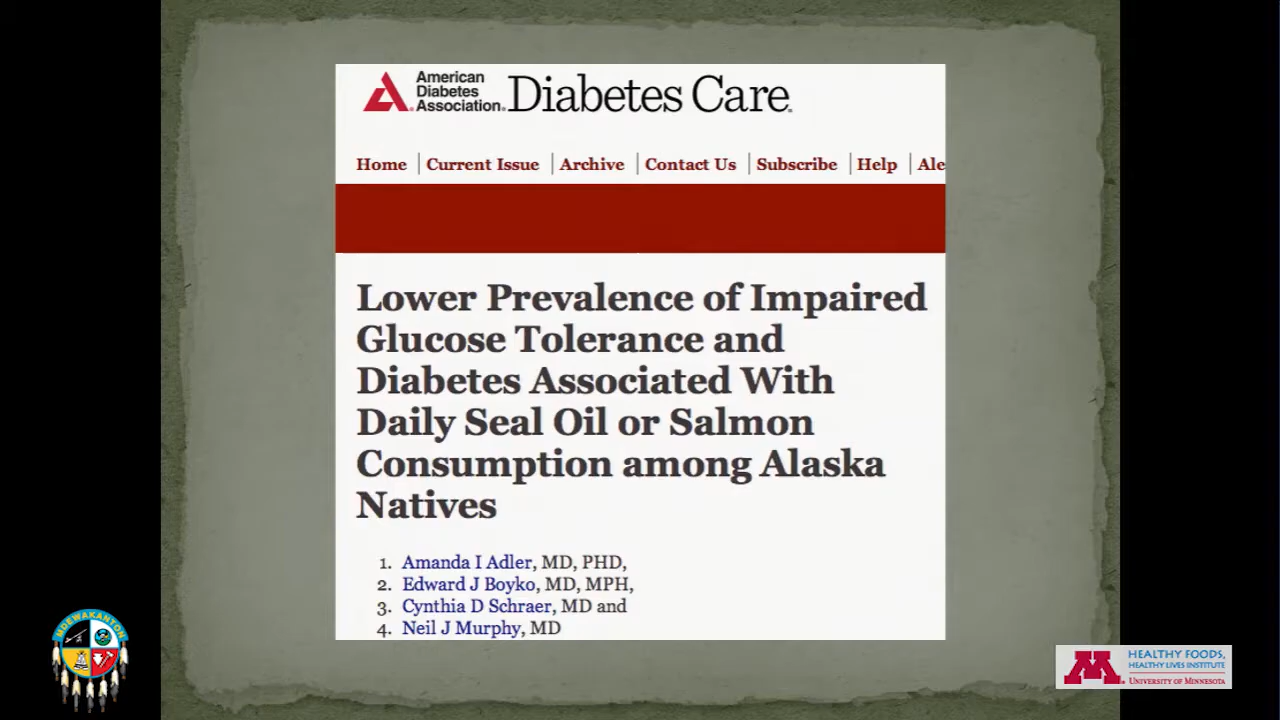 American
Diabetes
Association.
Diabetes Care.
Home Current Issue Archive Contact Us Subscribe Help Ale
Lower Prevalence of Impaired
Glucose Tolerance and
Diabetes Associated With
Daily Seal Oil or Salmon
Consumption among Alaska
Natives
1. Amanda I Adler, MD, PHD,
2. Edward J Boyko, MD, MPH,
3. Cynthia D Schraer, MD and
4. Neil J Murphy, MD
MDEWAKANTON
M
HEALTHY FOODS,
HEALTHY LIVES INSTITUTE
UNIVERSITY OF MINNESOTA